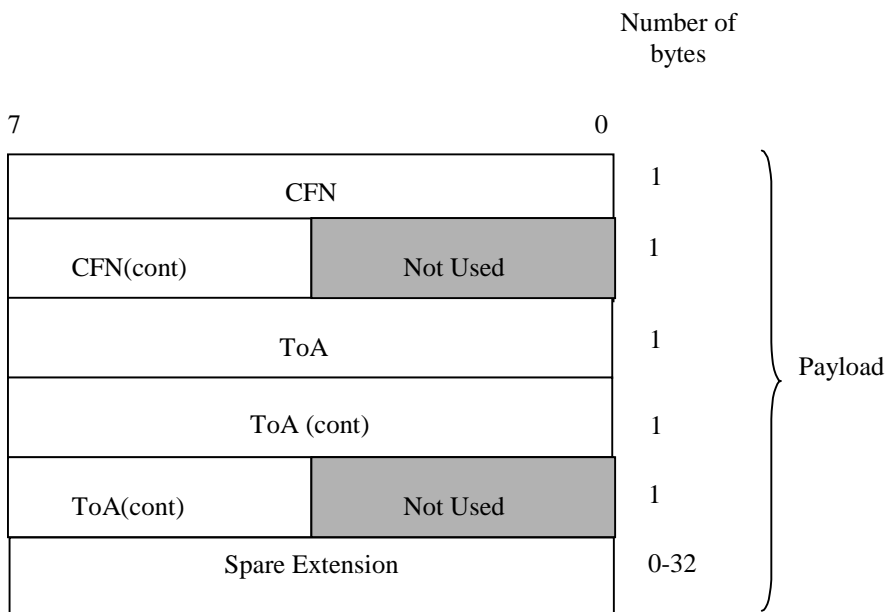 Number of
bytes
7 0
CFN 1
CFN(cont) Not Used 1
ToA 1
Payload
ToA (cont) 1
ToA(cont) Not Used 1
Spare Extension 0-32